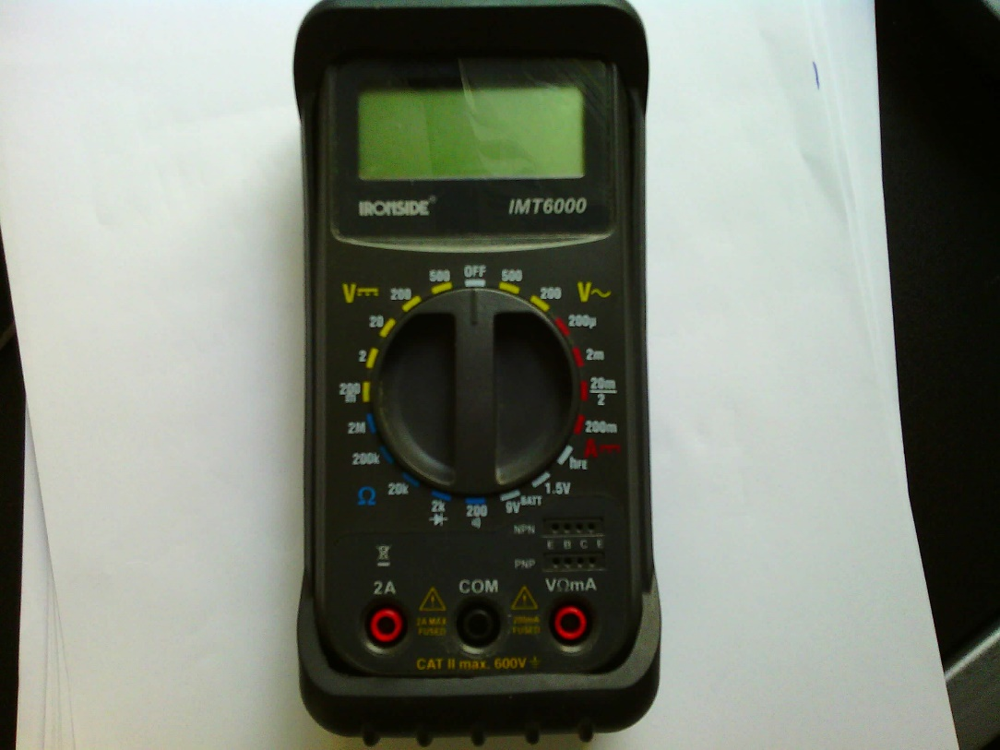 IRONSIDE® IMT6000
OFF
V 200 500 500 200 V~
20 200µ
2 2m
200m 20m/2
2M 200m
200k A
Ω 20k hFE
2k 200 9V BATT 1.5V
NPN
E B C E
PNP
2A COM VΩmA
2A MAX 200mA
FUSED FUSED
CAT II max. 600V